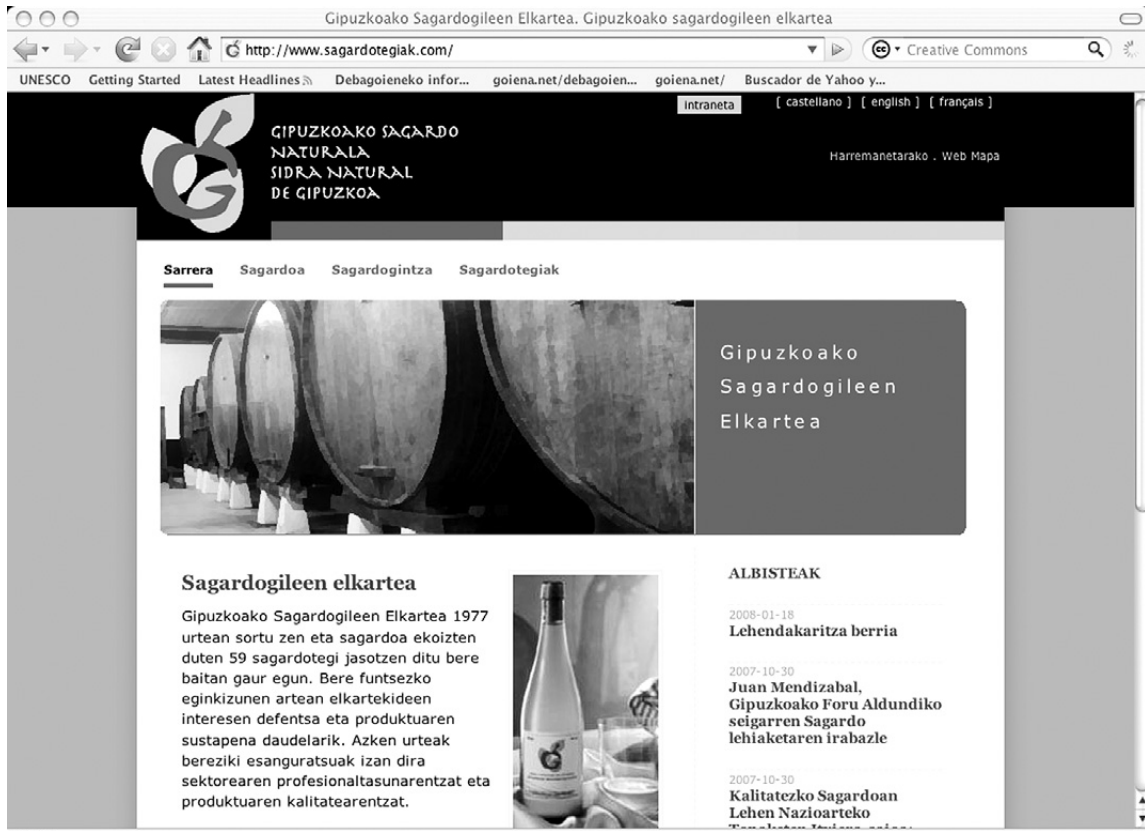 Gipuzkoako Sagardogileen Elkartea. Gipuzkoako sagardogileen elkartea
http://www.sagardotegiak.com/
Creative Commons
UNESCO Getting Started Latest Headlines Debagoieneko infor... goiena.net/debagoien... goiena.net/ Buscador de Yahoo y...
intraneta [ castellano ] [ english ] [ français ]
GIPUZKOAKO SAGARDO
NATURALA
SIDRA NATURAL
DE GIPUZKOA
Harremanetarako . Web Mapa
Sarrera Sagardoa Sagardogintza Sagardotegiak
Gipuzkoako
Sagardogileen
Elkartea
Sagardogileen elkartea
Gipuzkoako Sagardogileen Elkartea 1977
urtean sortu zen eta sagardoa ekoizten
duten 59 sagardotegi jasotzen ditu bere
baitan gaur egun. Bere funtsezko
eginkizunen artean elkartekideen
interesen defentsa eta produktuaren
sustapena daudelarik. Azken urteak
bereziki esanguratsuak izan dira
sektorearen profesionaltasunarentzat eta
produktuaren kalitatearentzat.
ALBISTEAK
2008-01-18
Lehendakaritza berria
2007-10-30
Juan Mendizabal,
Gipuzkoako Foru Aldundiko
seigarren Sagardo
lehiaketaren irabazle
2007-10-30
Kalitatezko Sagardoan
Lehen Nazioarteko